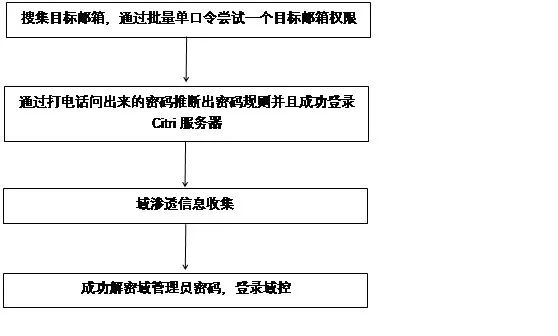 搜集目标邮箱，通过批量单口令尝试一个目标邮箱权限
通过打电话问出来的密码推断出密码规则并且成功登录
Citri 服务器
域渗透信息收集
成功解密域管理员密码，登录域控